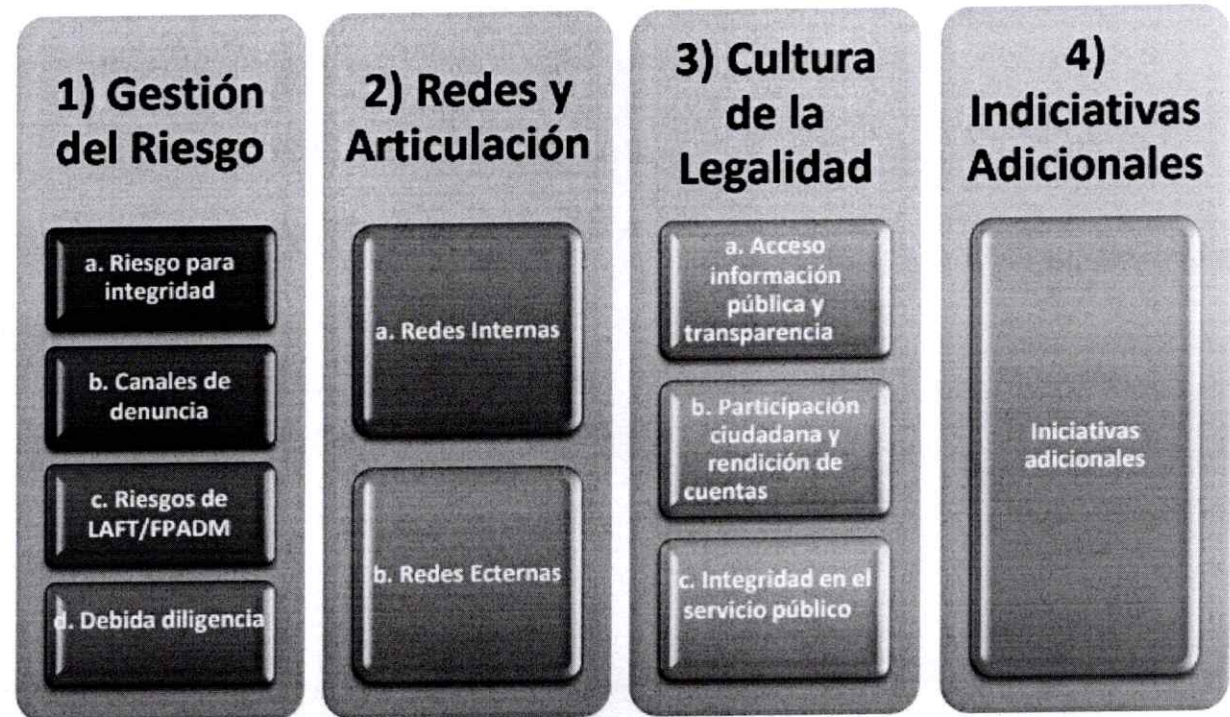 1) Gestión
del Riesgo
a. Riesgo para
integridad
b. Canales de
denuncia
c. Riesgos de
LAFT/FPADM
d. Debida diligencia
2) Redes y
Articulación
a. Redes Internas
b. Redes Ecternas
3) Cultura
de la
Legalidad
a. Acceso
información
pública y
transparencia
b. Participación
ciudadana y
rendición de
cuentas
c. Integridad en el
servicio público
4)
Indiciativas
Adicionales
Iniciativas
adicionales